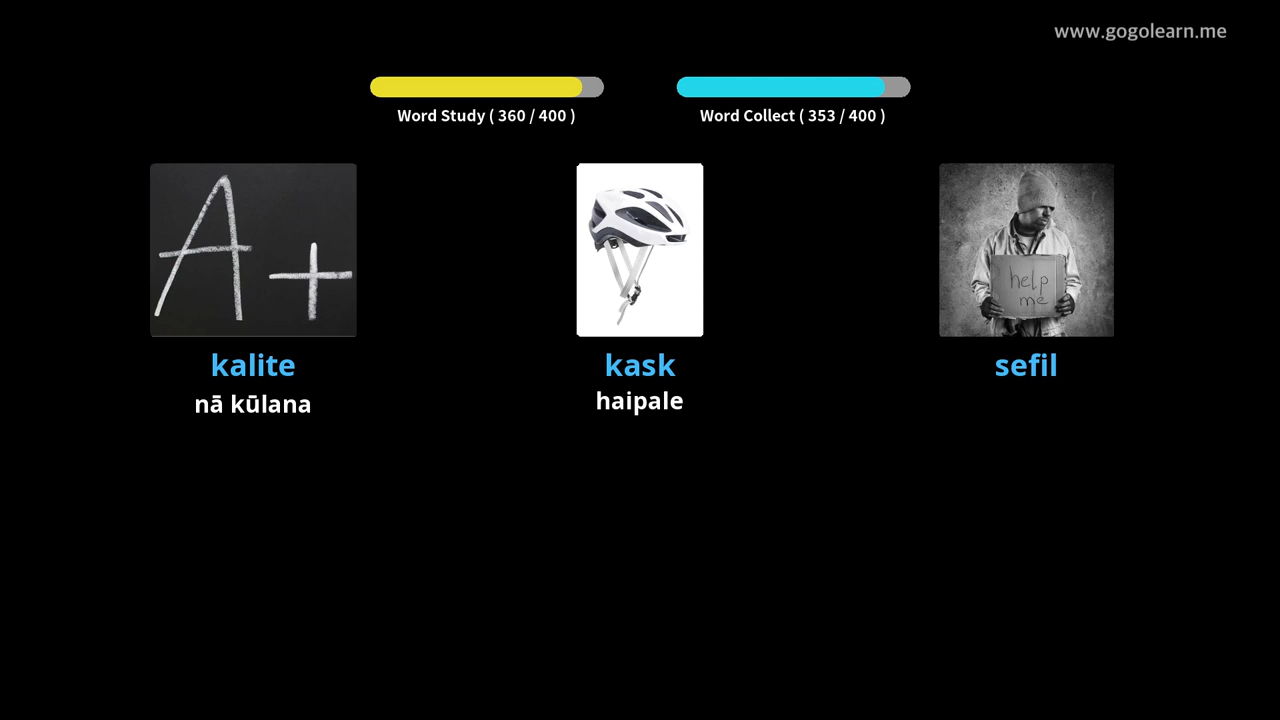 www.gogolearn.me
Word Study ( 360 / 400 )
Word Collect ( 353 / 400 )
A+
help
me
kalite
kask
sefil
nā kūlana
haipale